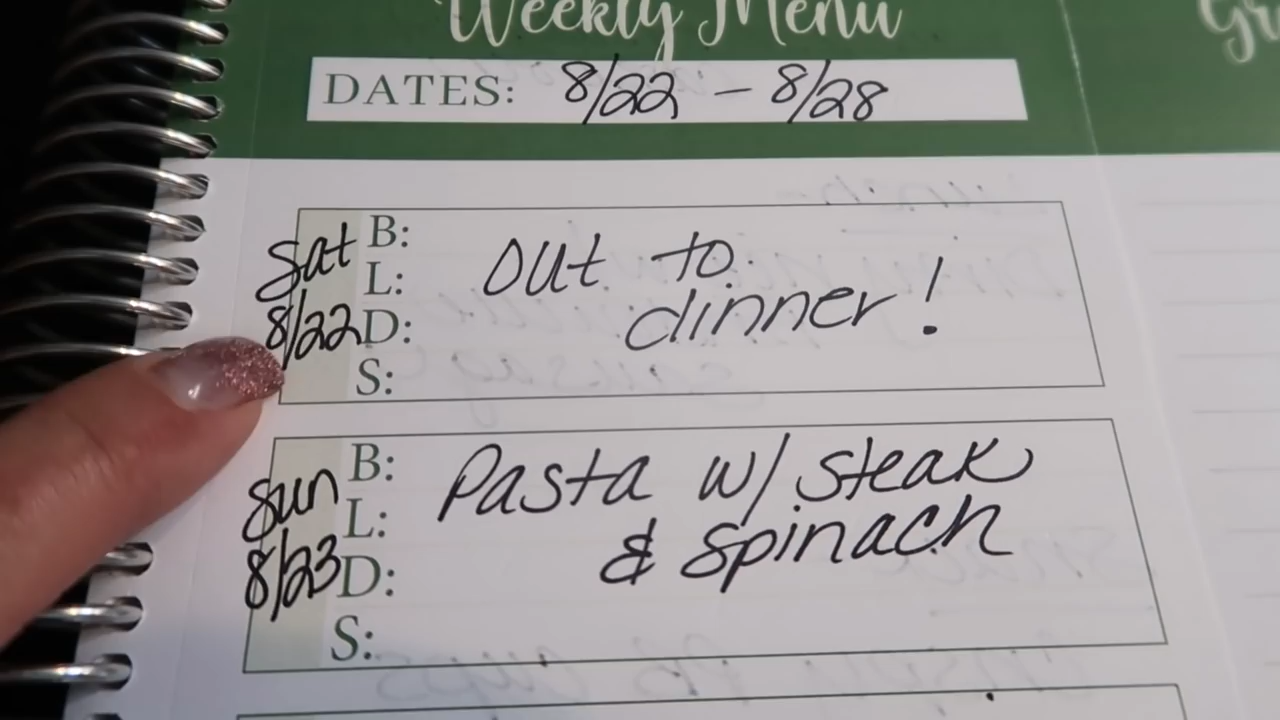 Weekly Menu
Gr
DATES: 8/22 - 8/28
Sat
8/22
B:
L:
D:
S:
Out to
dinner!
Sun
8/23
B:
L:
D:
S:
Pasta w/ steak
& Spinach